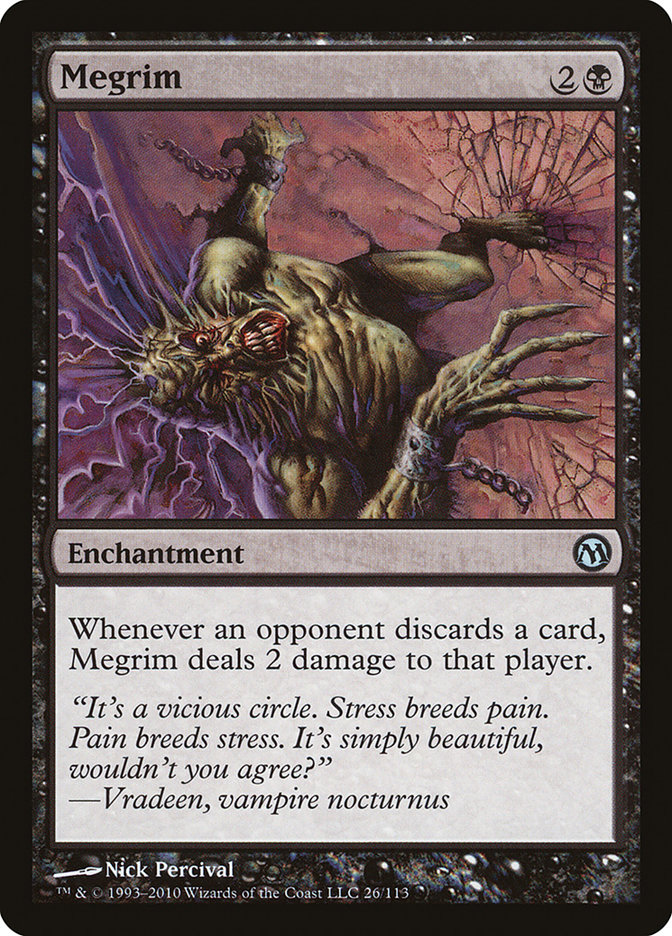 Megrim 2
Enchantment M
Whenever an opponent discards a card,
Megrim deals 2 damage to that player.
“It’s a vicious circle. Stress breeds pain.
Pain breeds stress. It’s simply beautiful,
wouldn’t you agree?”
—Vradeen, vampire nocturnus
Nick Percival
™ & © 1993–2010 Wizards of the Coast LLC 26/113